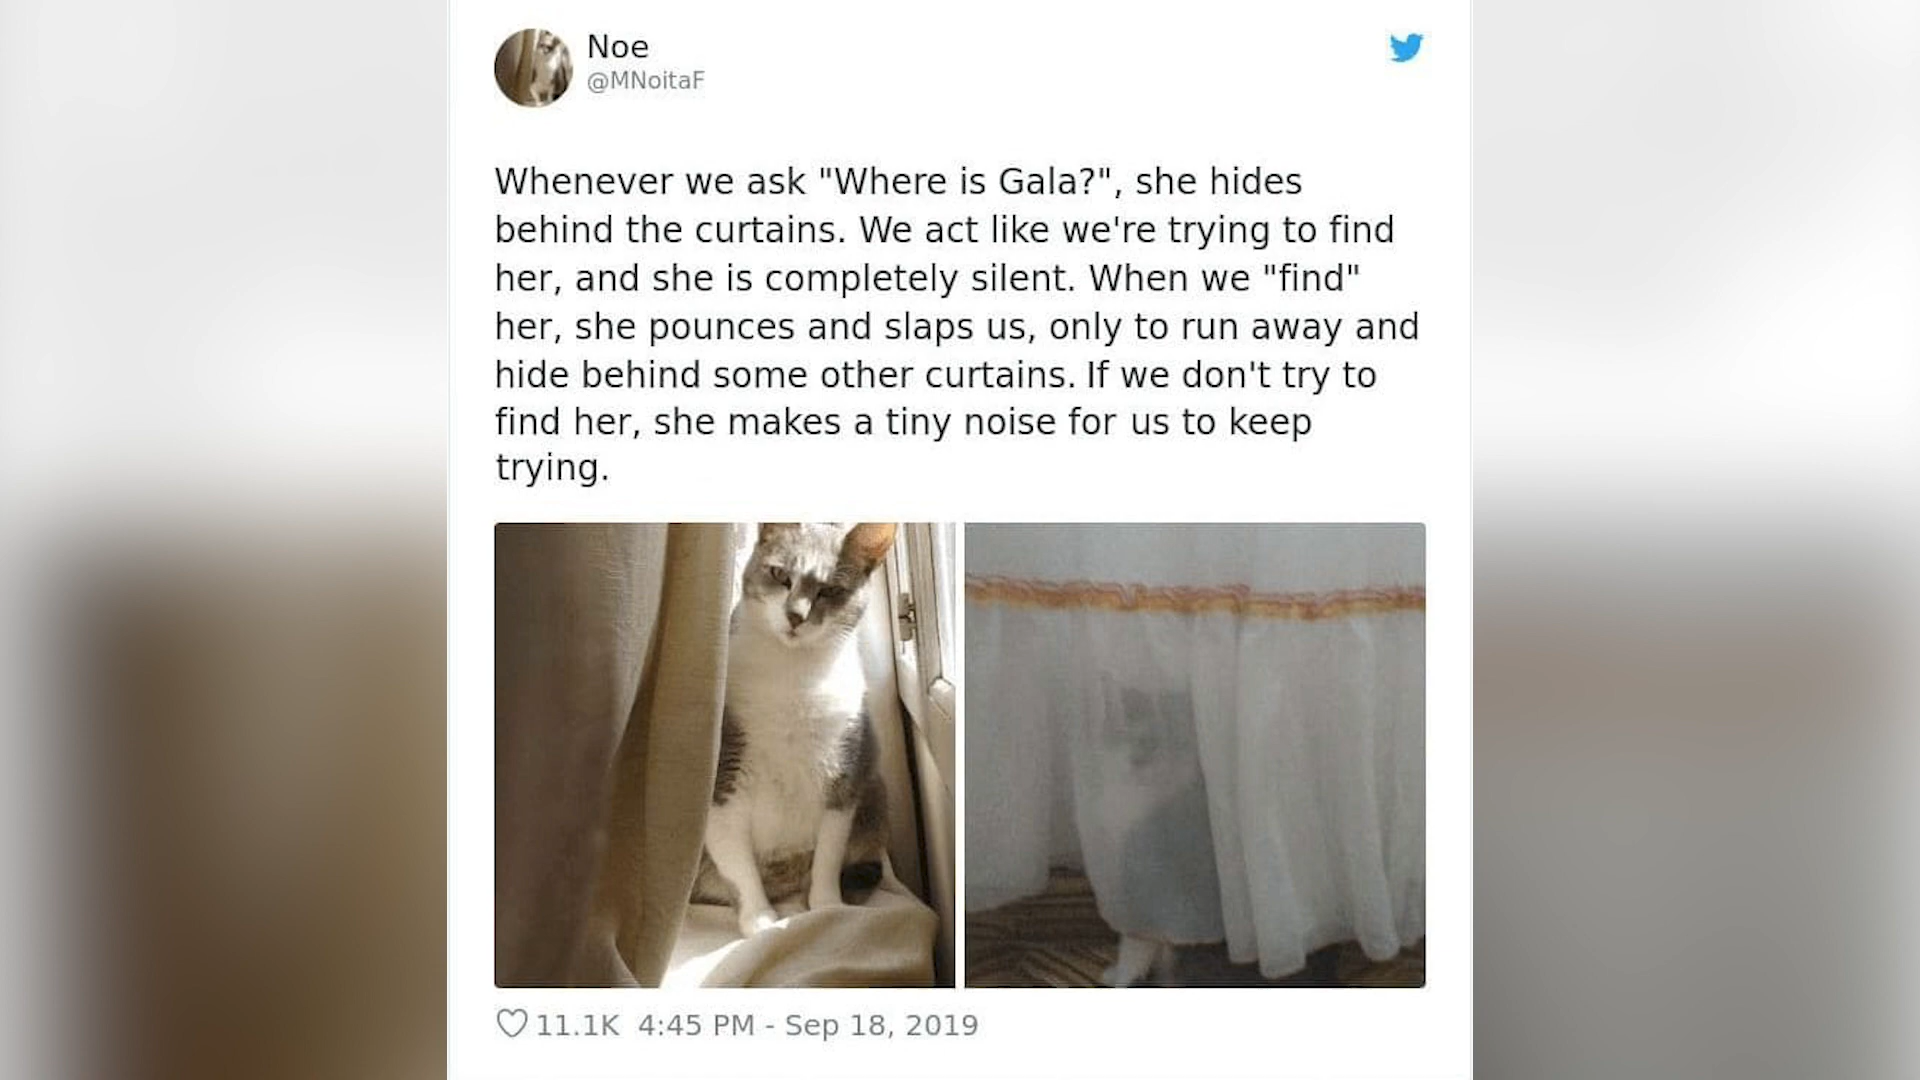 Noe
@MNoitaF
Whenever we ask "Where is Gala?", she hides
behind the curtains. We act like we're trying to find
her, and she is completely silent. When we "find"
her, she pounces and slaps us, only to run away and
hide behind some other curtains. If we don't try to
find her, she makes a tiny noise for us to keep
trying.
11.1K 4:45 PM - Sep 18, 2019